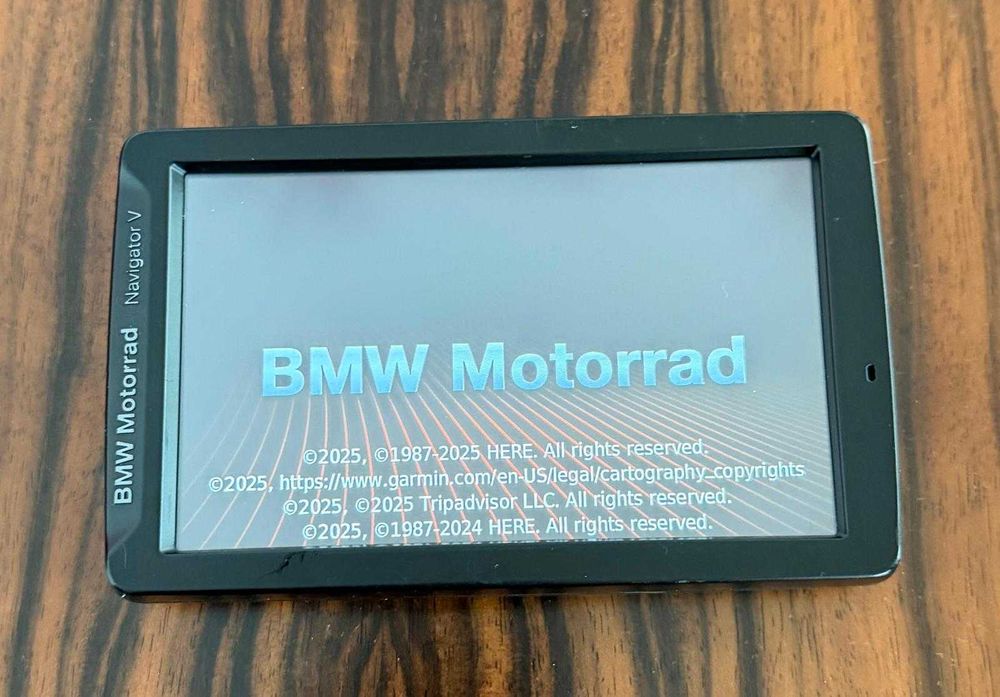 BMW Motorrad Navigator V
BMW Motorrad
©2025, ©1987-2025 HERE. All rights reserved.
©2025, https://www.garmin.com/en-US/legal/cartography_copyrights
©2025, ©2025 Tripadvisor LLC. All rights reserved.
©2025, ©1987-2024 HERE. All rights reserved.